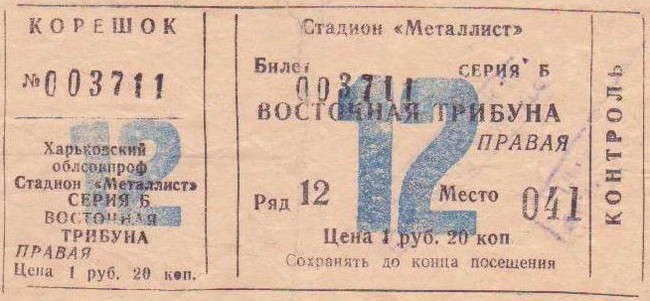 КОРЕШОК
№ 003711
12
Харьковский
облсовпроф
Стадион «Металлист»
СЕРИЯ Б
ВОСТОЧНАЯ
ТРИБУНА
ПРАВАЯ
Цена 1 руб. 20 коп.
Стадион «Металлист»
Билет 003711 СЕРИЯ Б
ВОСТОЧНАЯ ТРИБУНА
ПРАВАЯ
12
Ряд 12 Место 041
Цена 1 руб. 20 коп
Сохранять до конца посещения
КОНТРОЛЬ